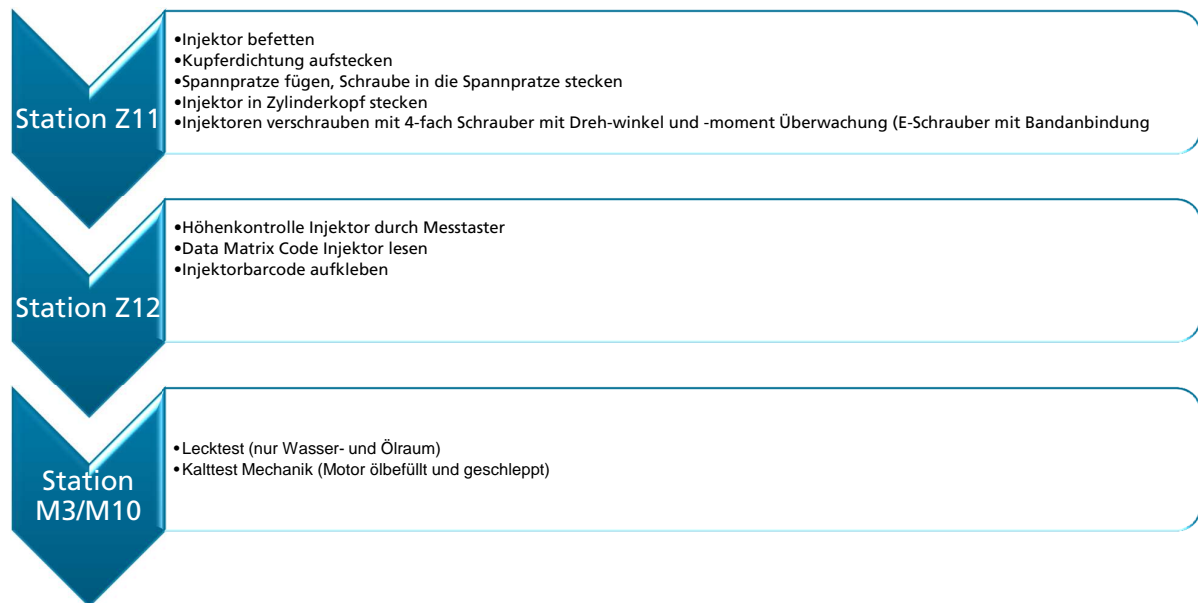 Station Z11
•Injektor befetten
•Kupferdichtung aufstecken
•Spannpratze fügen, Schraube in die Spannpratze stecken
•Injektor in Zylinderkopf stecken
•Injektoren verschrauben mit 4-fach Schrauber mit Dreh-winkel und -moment Überwachung (E-Schrauber mit Bandanbindung
Station Z12
•Höhenkontrolle Injektor durch Messtaster
•Data Matrix Code Injektor lesen
•Injektorbarcode aufkleben
Station
M3/M10
•Lecktest (nur Wasser- und Ölraum)
•Kalttest Mechanik (Motor ölbefüllt und geschleppt)